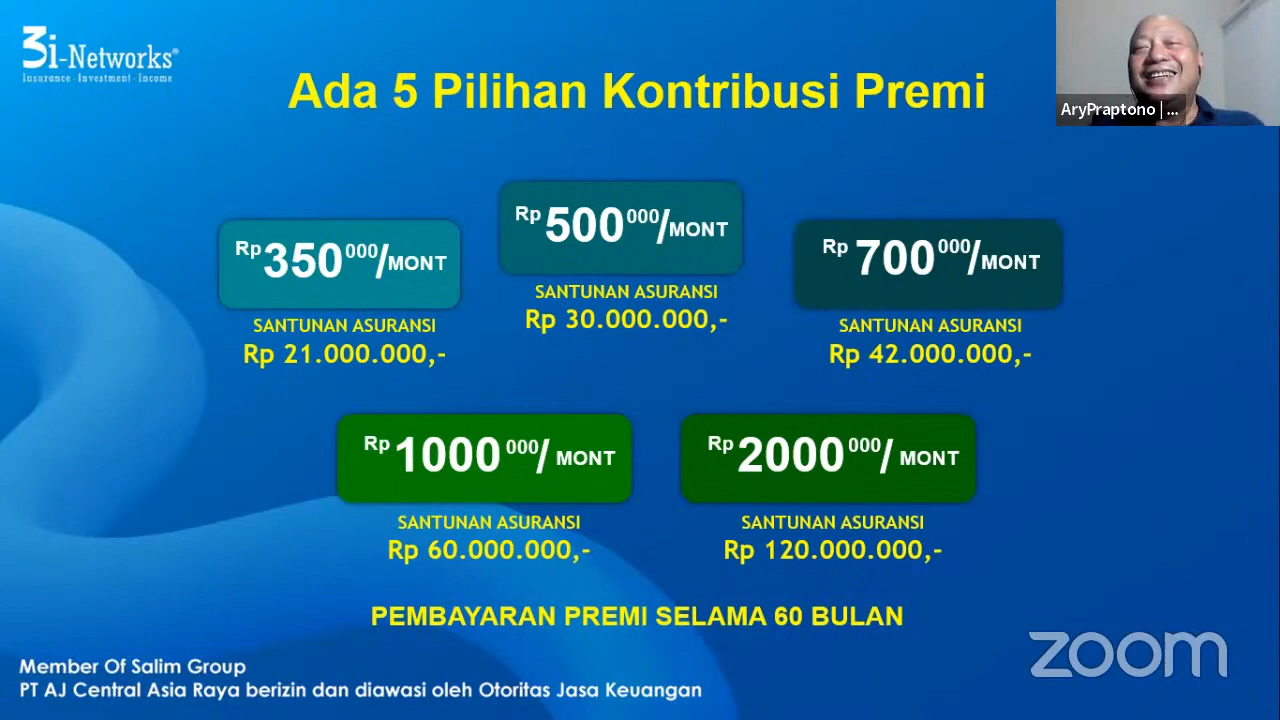 3i-Networks®
Insurance · Investment · Income
Ada 5 Pilihan Kontribusi Premi
AryPraptono | ...
Rp 350 000/MONT
SANTUNAN ASURANSI
Rp 21.000.000,-
Rp 500 000/MONT
SANTUNAN ASURANSI
Rp 30.000.000,-
Rp 700 000/MONT
SANTUNAN ASURANSI
Rp 42.000.000,-
Rp 1000 000/ MONT
SANTUNAN ASURANSI
Rp 60.000.000,-
Rp 2000 000/ MONT
SANTUNAN ASURANSI
Rp 120.000.000,-
PEMBAYARAN PREMI SELAMA 60 BULAN
Member Of Salim Group
PT AJ Central Asia Raya berizin dan diawasi oleh Otoritas Jasa Keuangan
zoom